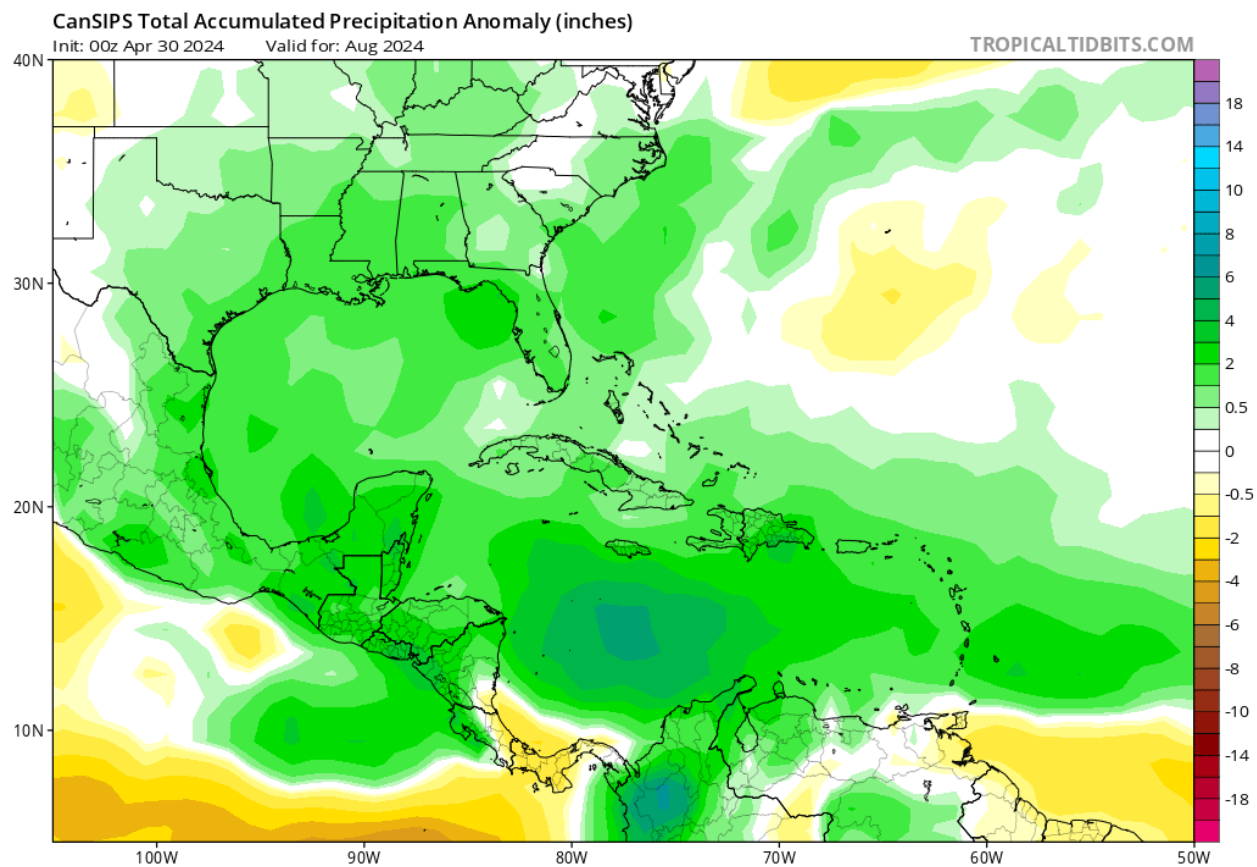 CanSIPS Total Accumulated Precipitation Anomaly (inches)
Init: 00z Apr 30 2024 Valid for: Aug 2024
TROPICALTIDBITS.COM
40N
30N
20N
10N
100W
90W
80W
70W
60W
50W
18
14
10
8
6
4
2
0.5
0
-0.5
-2
-4
-6
-8
-10
-14
-18